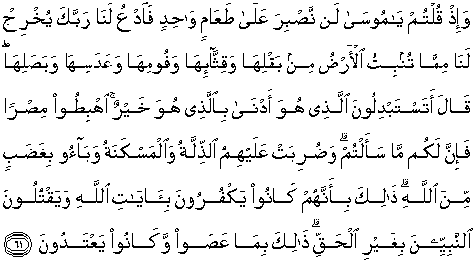 وَإِذْ قُلْتُمْ يَـٰمُوسَىٰ لَن نَّصْبِرَ عَلَىٰ طَعَامٍ وَٰحِدٍ فَٱدْعُ لَنَا رَبَّكَ يُخْرِجْ
لَنَا مِمَّا تُنۢبِتُ ٱلْأَرْضُ مِنۢ بَقْلِهَا وَقِثَّآئِهَا وَفُومِهَا وَعَدَسِهَا وَبَصَلِهَا ۖ
قَالَ أَتَسْتَبْدِلُونَ ٱلَّذِى هُوَ أَدْنَىٰ بِٱلَّذِى هُوَ خَيْرٌ ۚ ٱهْبِطُوا۟ مِصْرًا
فَإِنَّ لَكُم مَّا سَأَلْتُمْ ۗ وَضُرِبَتْ عَلَيْهِمُ ٱلذِّلَّةُ وَٱلْمَسْكَنَةُ وَبَآءُو بِغَضَبٍ
مِّنَ ٱللَّهِ ۗ ذَٰلِكَ بِأَنَّهُمْ كَانُوا۟ يَكْفُرُونَ بِـَٔايَـٰتِ ٱللَّهِ وَيَقْتُلُونَ
ٱلنَّبِيِّـۧنَ بِغَيْرِ ٱلْحَقِّ ۗ ذَٰلِكَ بِمَا عَصَوا۟ وَّكَانُوا۟ يَعْتَدُونَ ٦١